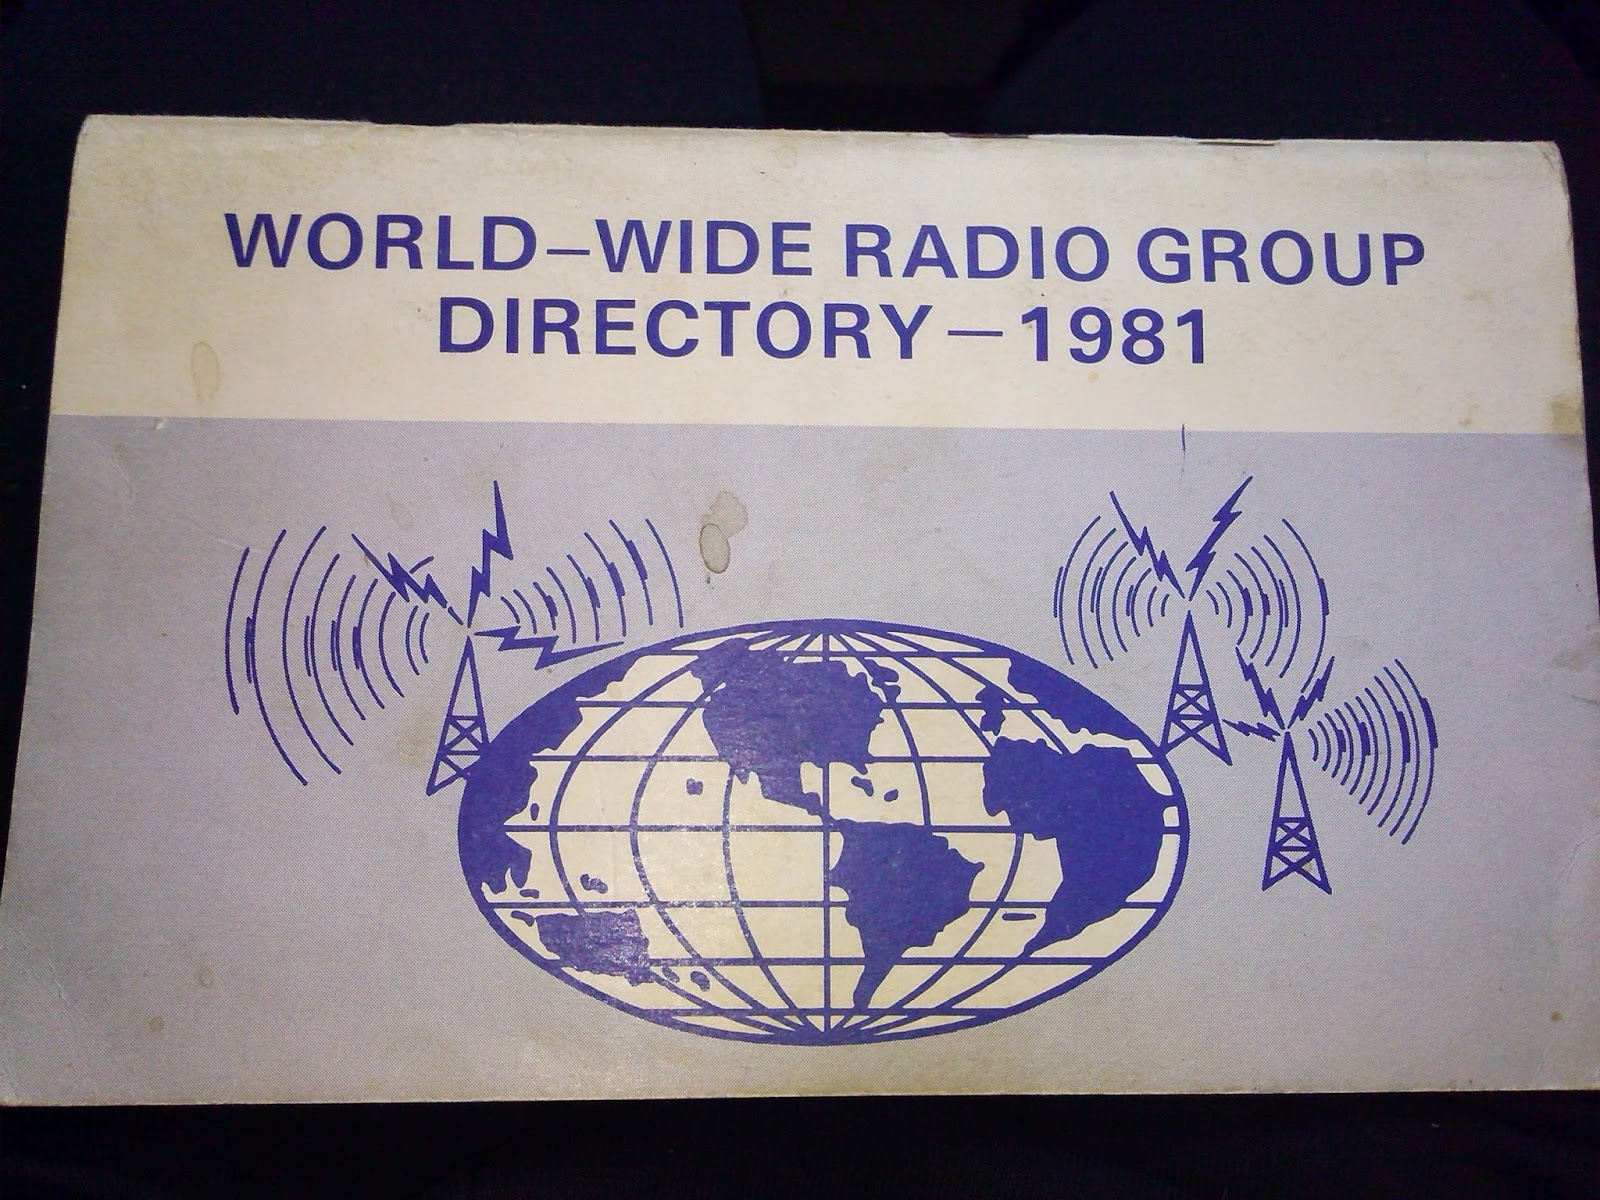 WORLD–WIDE RADIO GROUP
DIRECTORY – 1981